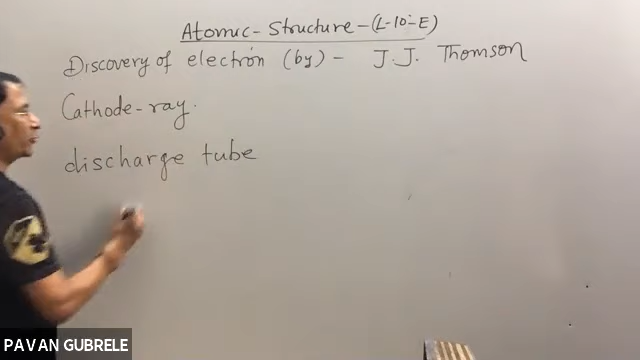 Atomic-Structure-(L-10-E)
Discovery of electron (by) - J.J. Thomson
Cathode-ray.
discharge tube
PAVAN GUBRELE